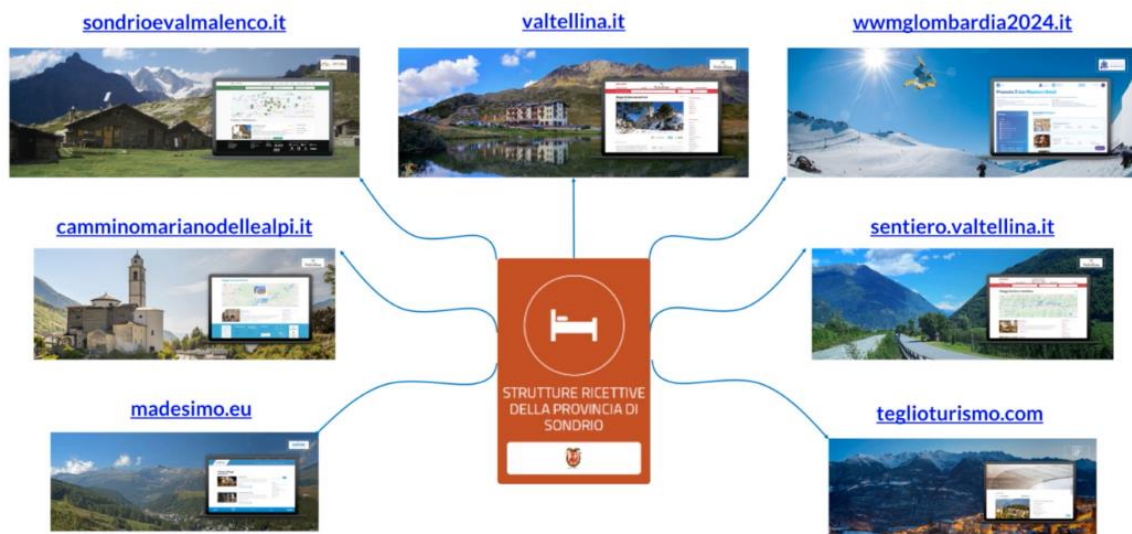 sondrioevalmalenco.it
valtellina.it
wwmglombardia2024.it
camminomarianodellealpi.it
sentiero.valtellina.it
STRUTTURE RICETTIVE
DELLA PROVINCIA DI
SONDRIO
madesimo.eu
teglioturismo.com